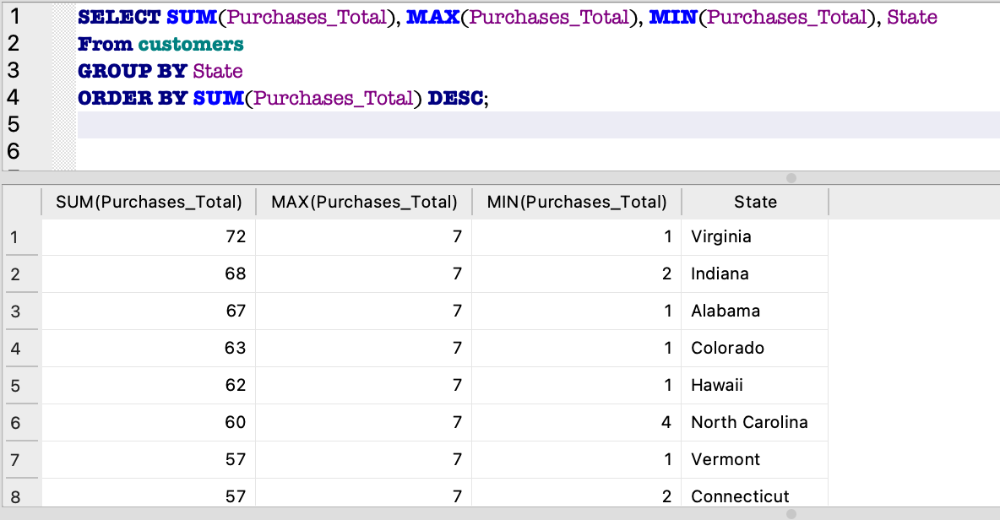 1 SELECT SUM(Purchases_Total), MAX(Purchases_Total), MIN(Purchases_Total), State
2 From customers
3 GROUP BY State
4 ORDER BY SUM(Purchases_Total) DESC;
5
6
SUM(Purchases_Total) MAX(Purchases_Total) MIN(Purchases_Total) State
1 72 7 1 Virginia
2 68 7 2 Indiana
3 67 7 1 Alabama
4 63 7 1 Colorado
5 62 7 1 Hawaii
6 60 7 4 North Carolina
7 57 7 1 Vermont
8 57 7 2 Connecticut